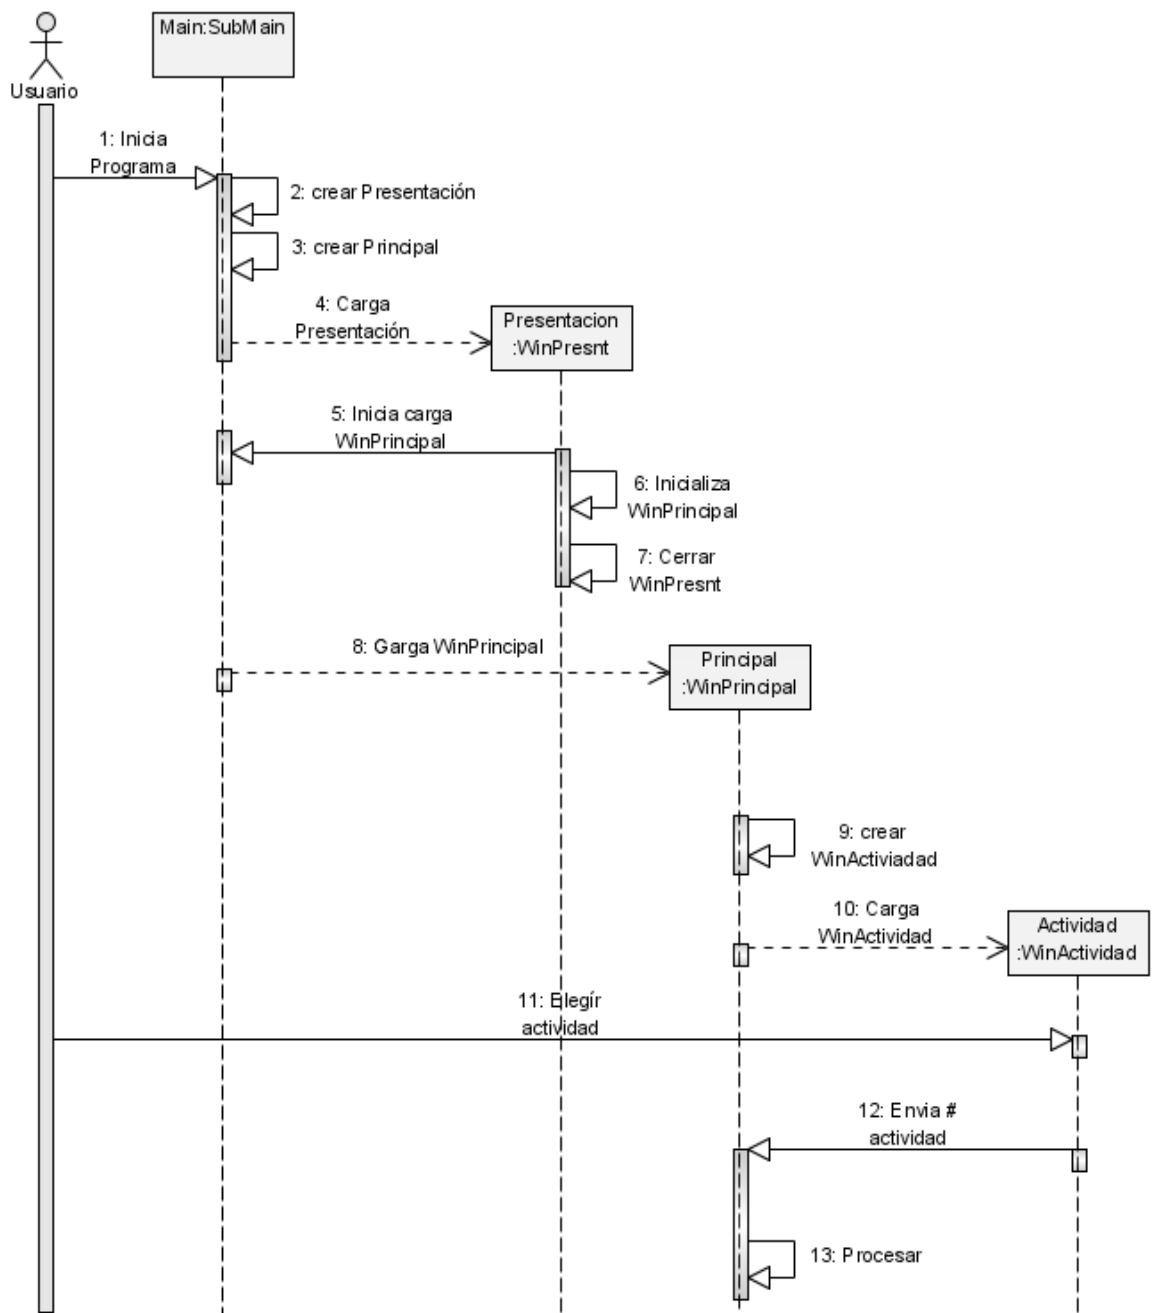 Main:SubMain
Usuario
1: Inicia
Programa
2: crear Presentación
3: crear Principal
4: Carga
Presentación
Presentacion
:WinPresnt
5: Inicia carga
WinPrincipal
6: Inicializa
WinPrincipal
7: Cerrar
WinPresnt
8: Garga WinPrincipal
Principal
:WinPrincipal
9: crear
WinActiviadad
10: Carga
WinActividad
Actividad
:WinActividad
11: Elegír
actividad
12: Envia #
actividad
13: Procesar